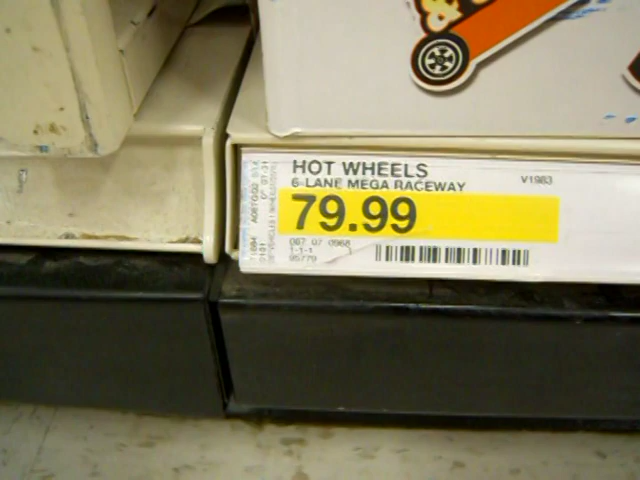 HOT WHEELS
6 LANE MEGA RACEWAY
V1983
79.99
087 07 0968
1-1-1
95779
&